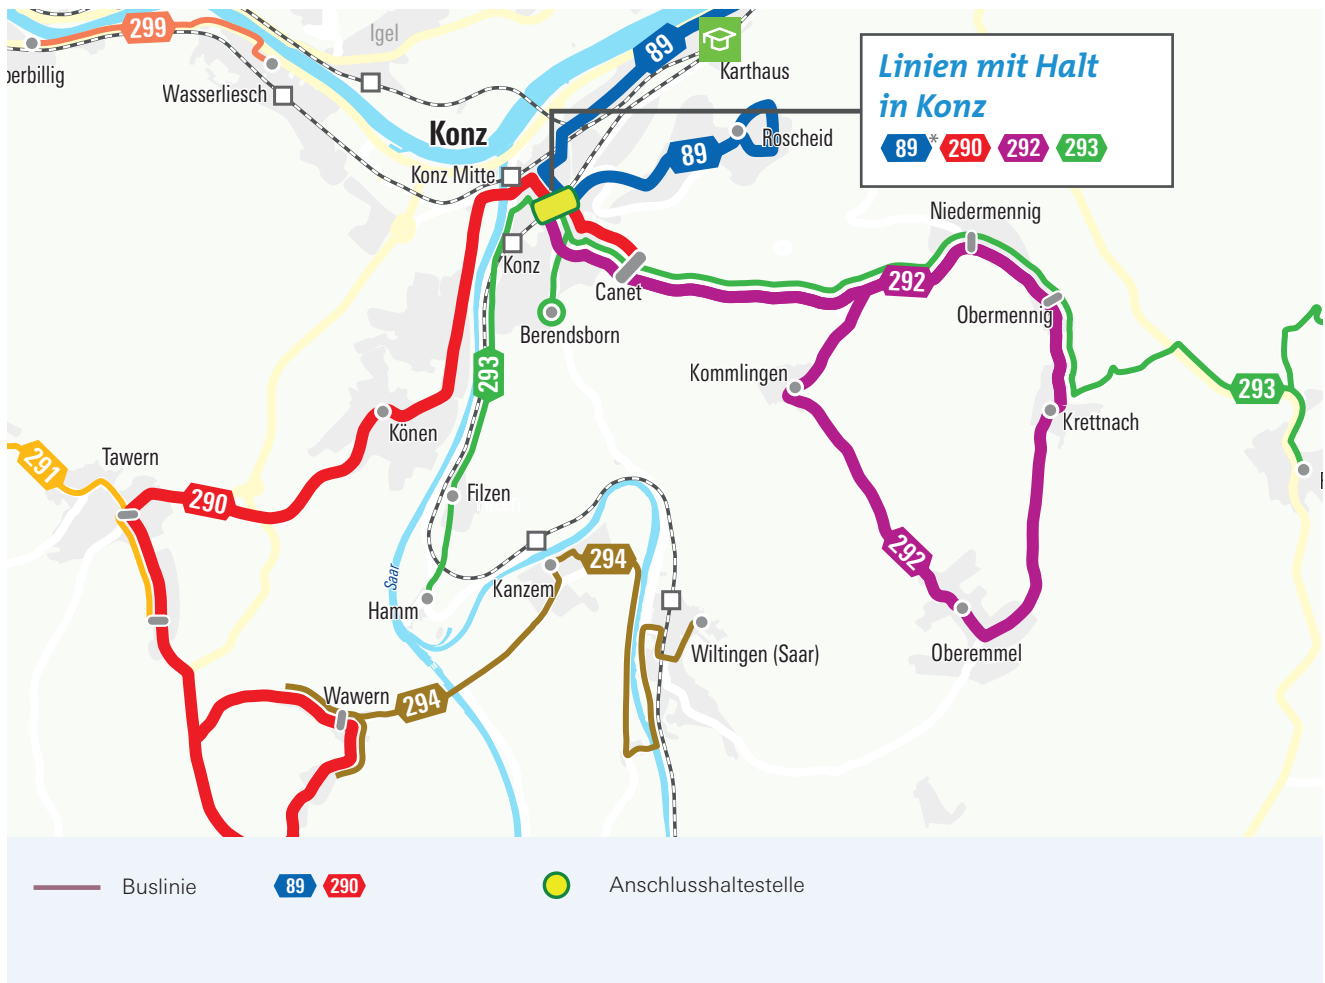 299
Igel
89
Karthaus
Linien mit Halt
in Konz
89 * 290 292 293
perbillig
Wasserliesch
Konz
Roscheid
89
Konz Mitte
Niedermennig
Konz
292
Canet
Obermennig
Berendsborn
293
Kommlingen
293
Krettnach
Könen
Tawern
291
290
Filzen
292
294
Saar
Kanzem
Hamm
Wiltingen (Saar)
Oberemmel
Wawern
294
Buslinie
89 290
Anschlusshaltestelle